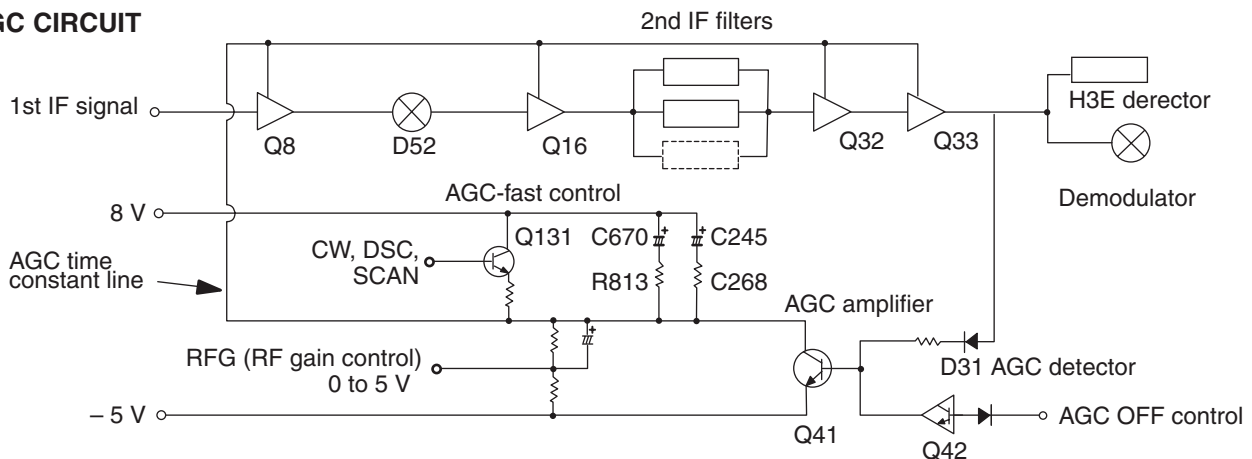 GC CIRCUIT
2nd IF filters
1st IF signal
Q8
D52
Q16
Q32
Q33
H3E derector
Demodulator
8 V
AGC-fast control
Q131
C670
C245
CW, DSC,
SCAN
R813
C268
AGC time
constant line
AGC amplifier
RFG (RF gain control)
0 to 5 V
D31 AGC detector
– 5 V
AGC OFF control
Q41
Q42